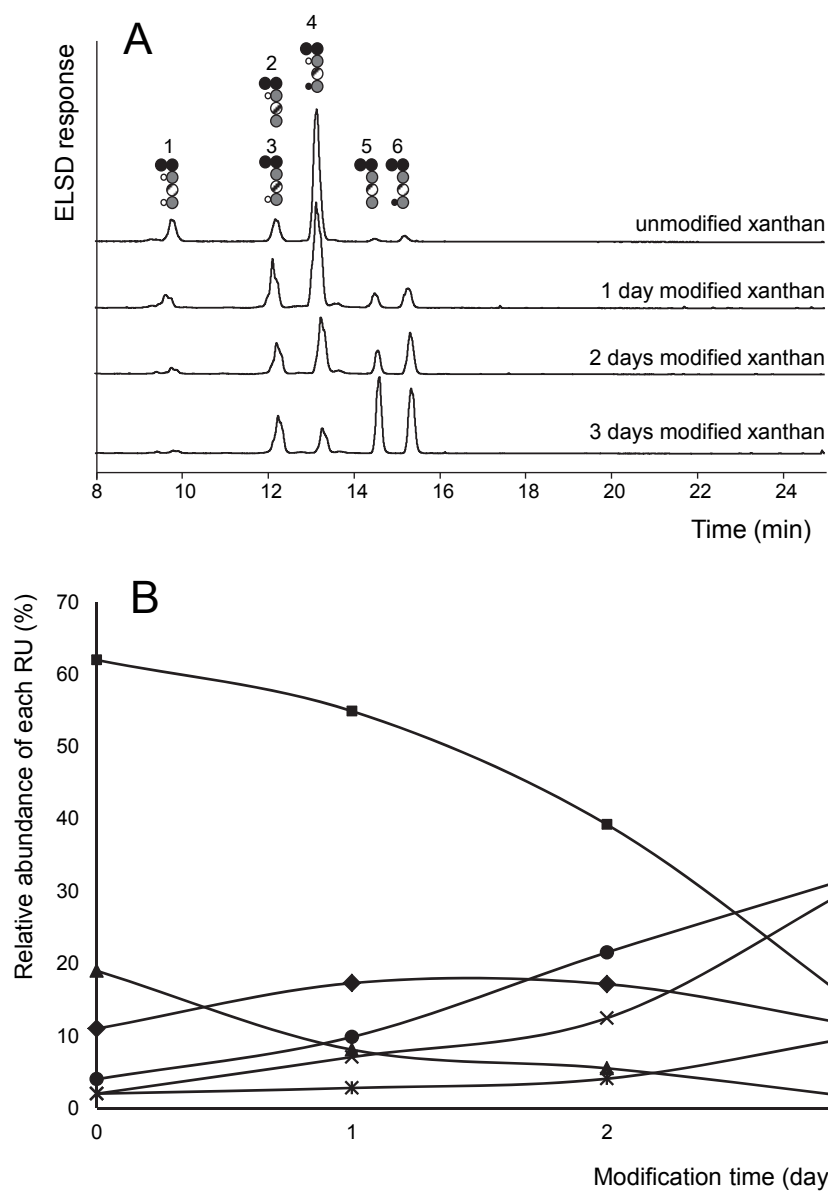 A
ELSD response
4
2
1
3
5 6
unmodified xanthan
1 day modified xanthan
2 days modified xanthan
3 days modified xanthan
8 10 12 14 16 18 20 22 24
Time (min)
B
Relative abundance of each RU (%)
70
60
50
40
30
20
10
0
0 1 2
Modification time (day